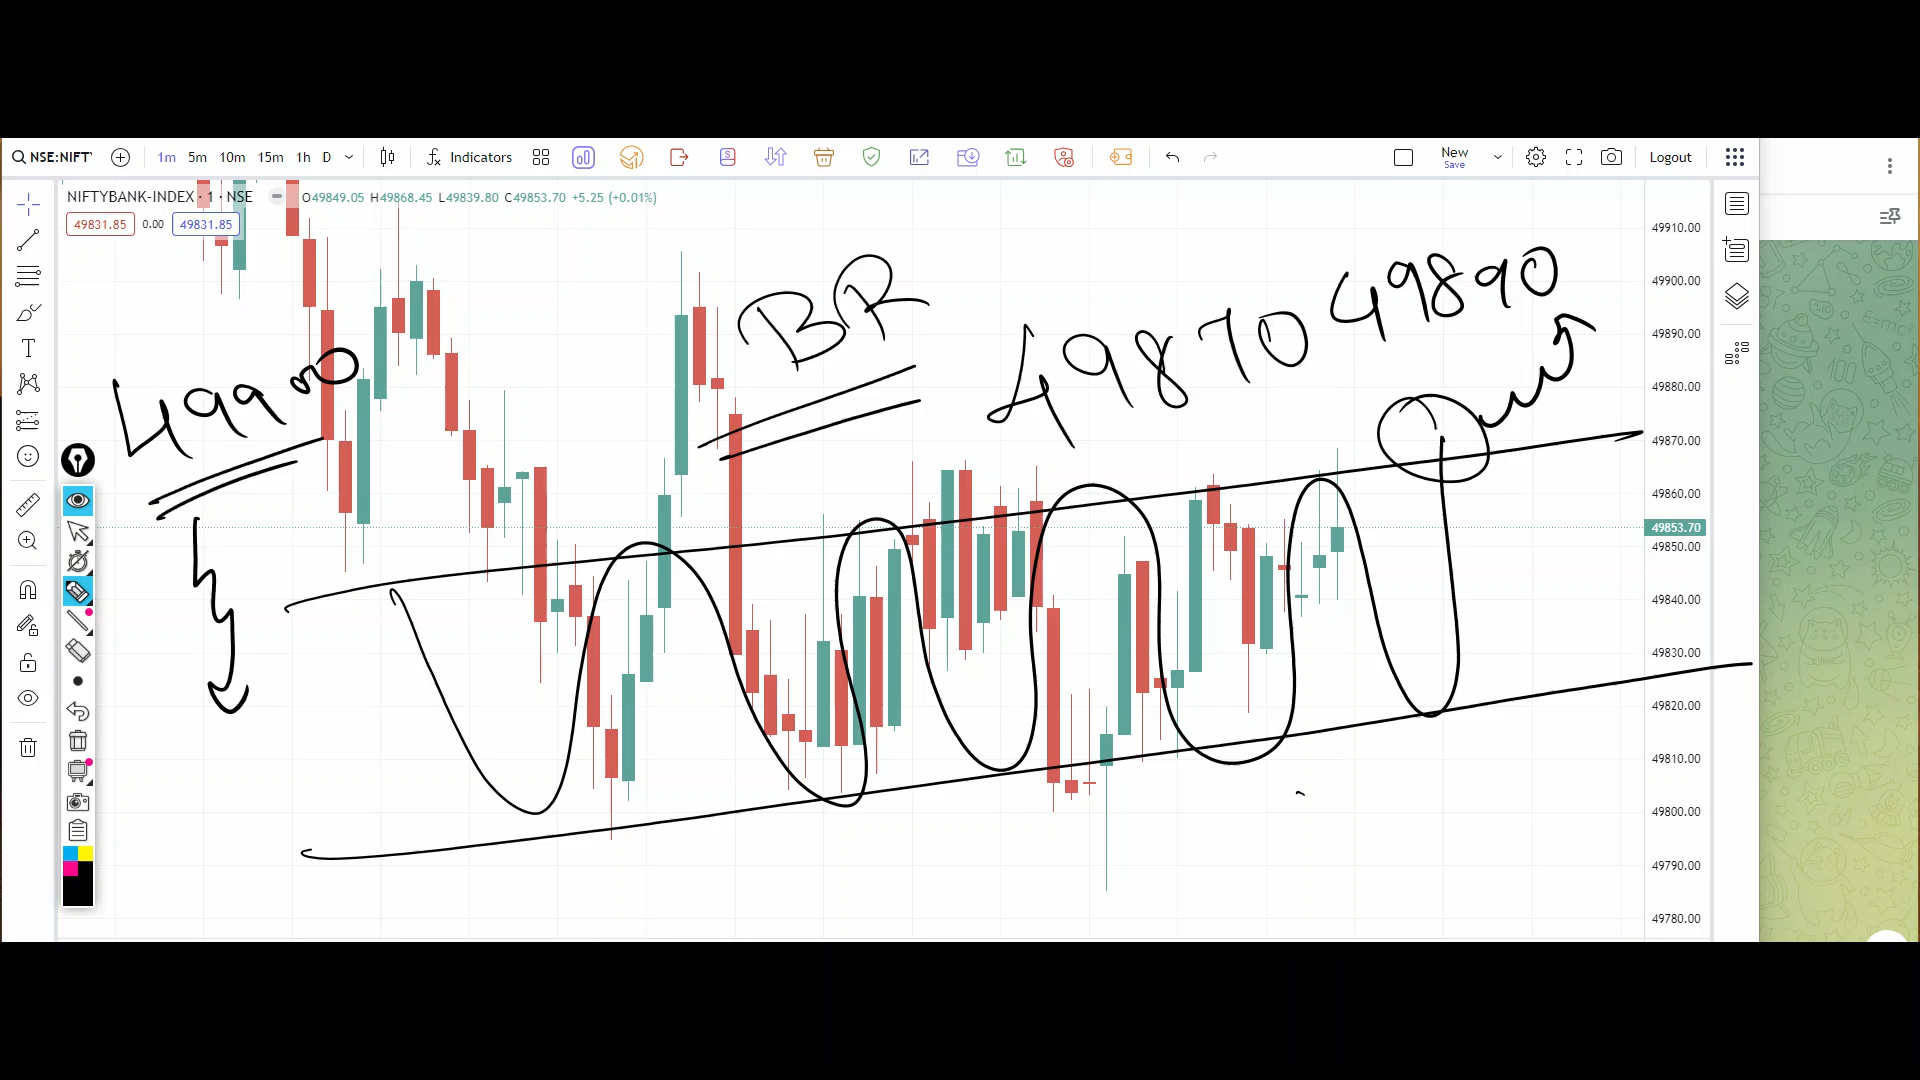 NSE:NIFTY
1m 5m 10m 15m 1h D
Indicators
New
Save
Logout
NIFTYBANK-INDEX · 1 · NSE
O49849.05 H49868.45 L49839.80 C49853.70 +5.25 (+0.01%)
49831.85 0.00 49831.85
49910.00
49900.00
49890.00
49880.00
49870.00
49860.00
49853.70
49850.00
49840.00
49830.00
49820.00
49810.00
49800.00
49790.00
49780.00
49900
BR
49870
49890